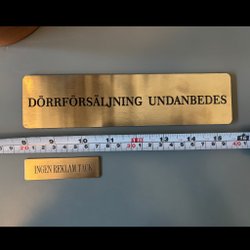 DÖRRFÖRSÄLJNING UNDANBEDES
INGEN REKLAM TACK